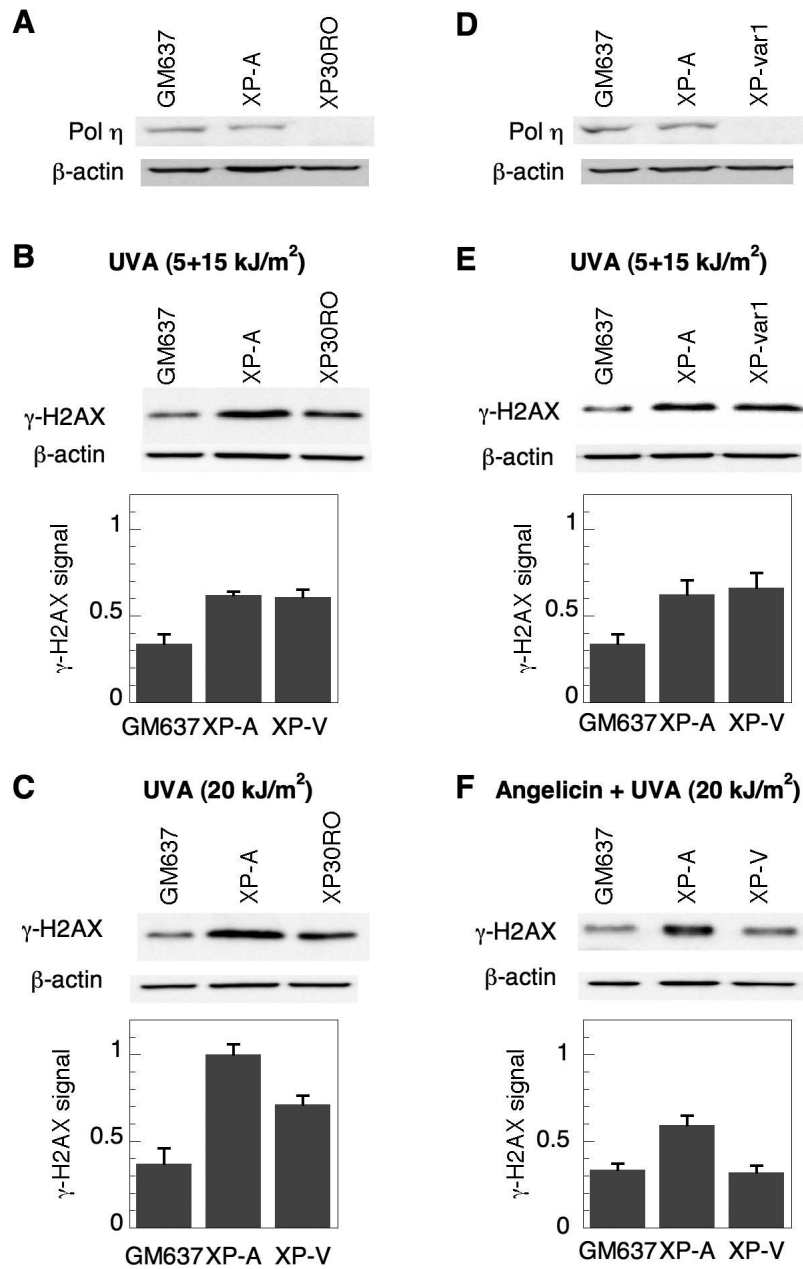 A
GM637
XP-A
XP30RO
Pol η
β-actin
D
GM637
XP-A
XP-var1
Pol η
β-actin
B
UVA (5+15 kJ/m²)
GM637
XP-A
XP30RO
γ-H2AX
β-actin
γ-H2AX signal
1
0.5
0
GM637 XP-A XP-V
E
UVA (5+15 kJ/m²)
GM637
XP-A
XP-var1
γ-H2AX
β-actin
γ-H2AX signal
1
0.5
0
GM637 XP-A XP-V
C
UVA (20 kJ/m²)
GM637
XP-A
XP30RO
γ-H2AX
β-actin
γ-H2AX signal
1
0.5
0
GM637 XP-A XP-V
F
Angelicin + UVA (20 kJ/m²)
GM637
XP-A
XP-V
γ-H2AX
β-actin
γ-H2AX signal
1
0.5
0
GM637 XP-A XP-V